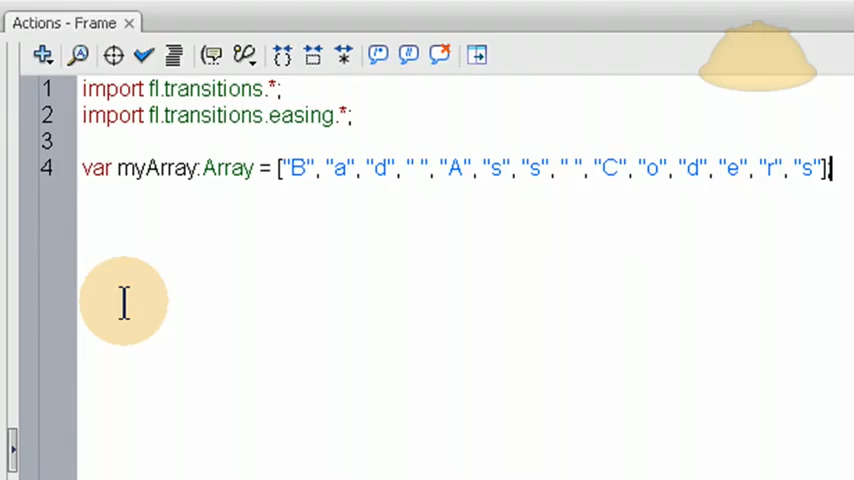 Actions - Frame
1 import fl.transitions.*;
2 import fl.transitions.easing.*;
3
4 var myArray:Array = ["B", "a", "d", " ", "A", "s", "s", " ", "C", "o", "d", "e", "r", "s"];